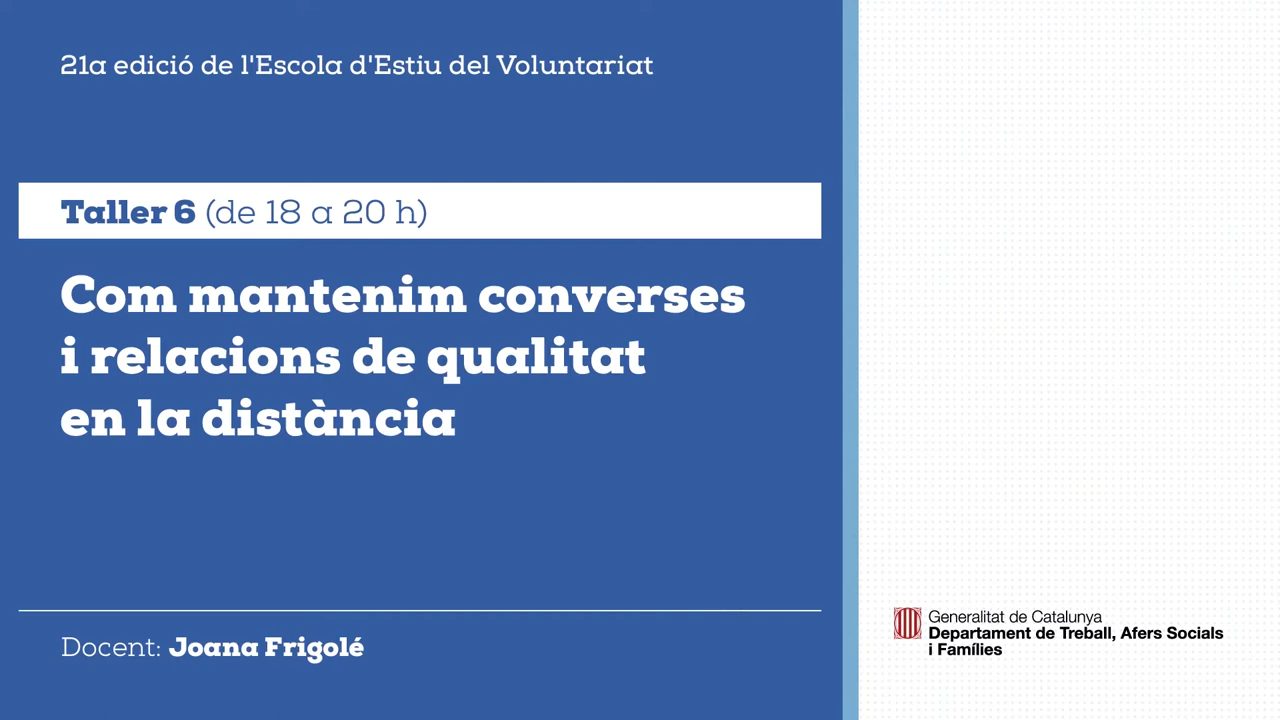 21a edició de l'Escola d'Estiu del Voluntariat
Taller 6 (de 18 a 20 h)
Com mantenim converses
i relacions de qualitat
en la distància
Docent: Joana Frigolé
Generalitat de Catalunya
Departament de Treball, Afers Socials
i Famílies